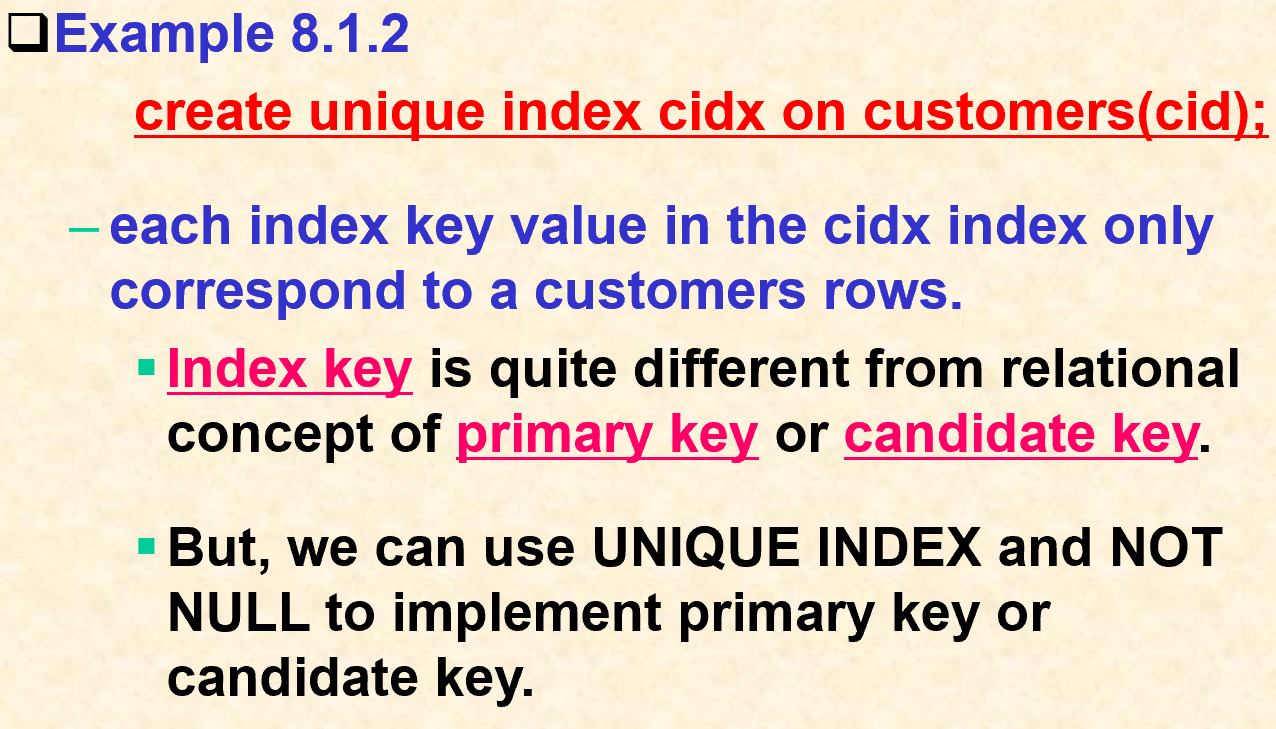 ❑Example 8.1.2
create unique index cidx on customers(cid);
– each index key value in the cidx index only
correspond to a customers rows.
▪ Index key is quite different from relational
concept of primary key or candidate key.
▪ But, we can use UNIQUE INDEX and NOT
NULL to implement primary key or
candidate key.